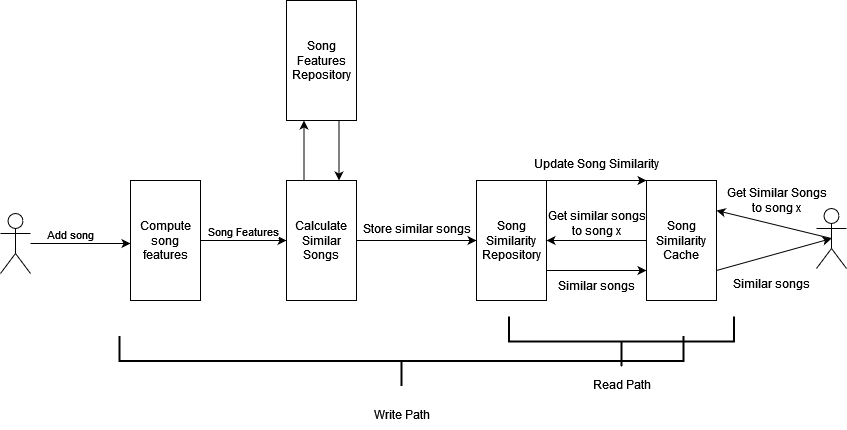 Song
Features
Repository
Update Song Similarity
Get Similar Songs
to song x
Add song
Compute
song
features
Song Features
Calculate
Similar
Songs
Store similar songs
Song
Similarity
Repository
Get similar songs
to song x
Similar songs
Song
Similarity
Cache
Similar songs
Read Path
Write Path